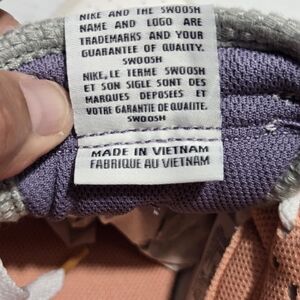 NIKE AND THE SWOOSH
NAME AND LOGO ARE
TRADEMARKS AND YOUR
GUARANTEE OF QUALITY.
SWOOSH
NIKE, LE TERME SWOOSH
ET SON SIGLE SONT DES
MARQUES DEPOSEES ET
VOTRE GARANTIE DE QUALITE.
SWOOSH
MADE IN VIETNAM
FABRIQUE AU VIETNAM